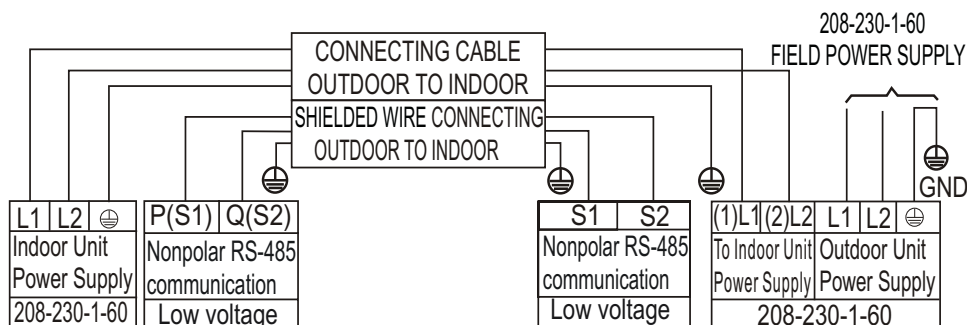 208-230-1-60
FIELD POWER SUPPLY
CONNECTING CABLE
OUTDOOR TO INDOOR
SHIELDED WIRE CONNECTING
OUTDOOR TO INDOOR
GND
L1 L2
Indoor Unit
Power Supply
208-230-1-60
P(S1) Q(S2)
Nonpolar RS-485
communication
Low voltage
S1 S2
Nonpolar RS-485
communication
Low voltage
(1)L1 (2)L2 L1 L2
To Indoor Unit
Power Supply
Outdoor Unit
Power Supply
208-230-1-60